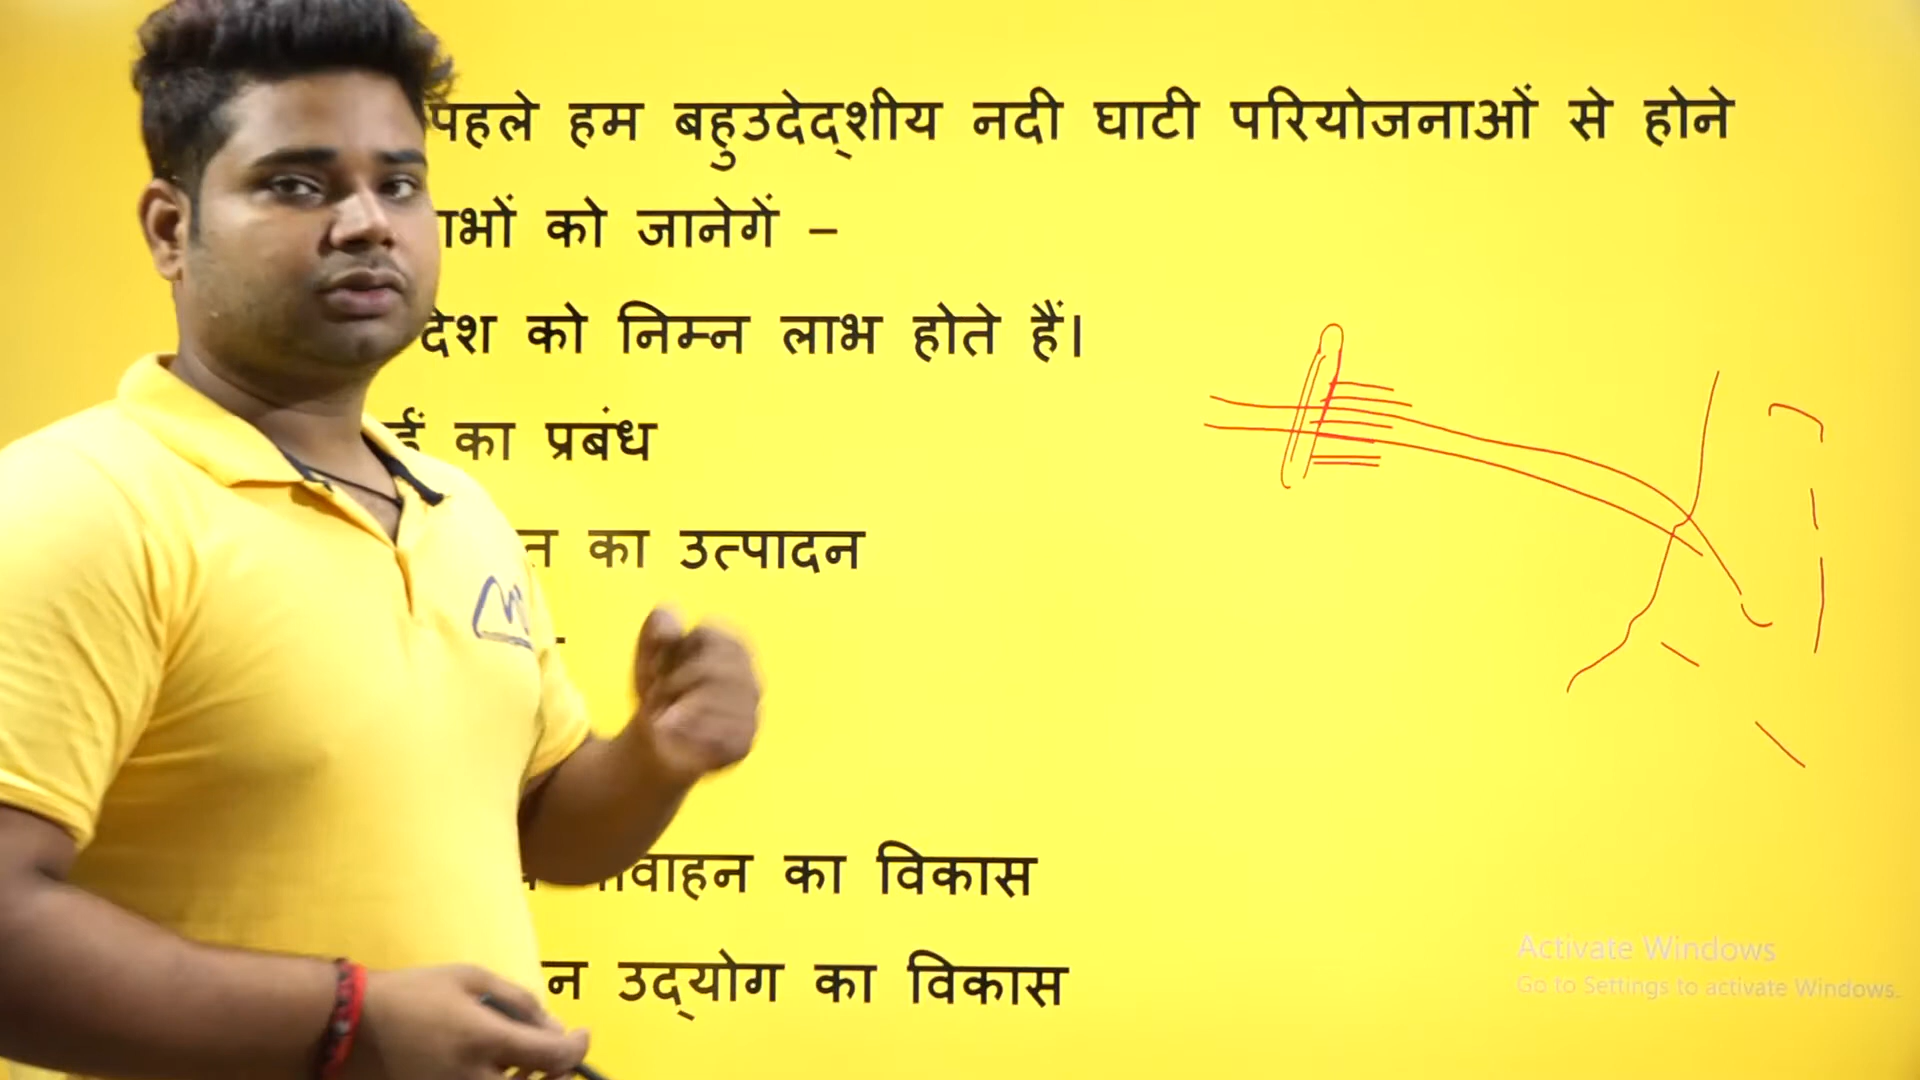 पहले हम बहुउदेद्शीय नदी घाटी परियोजनाओं से होने
को जानेगें –
देश को निम्न लाभ होते हैं।
का प्रबंध
का उत्पादन
का विकास
उद्योग का विकास
Activate Windows
Go to Settings to activate Windows.